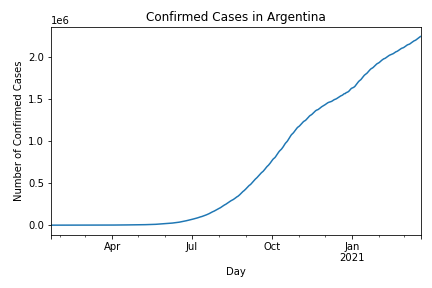 Confirmed Cases in Argentina
1e6
Number of Confirmed Cases
2.0
1.5
1.0
0.5
0.0
Apr
Jul
Oct
Jan
2021
Day